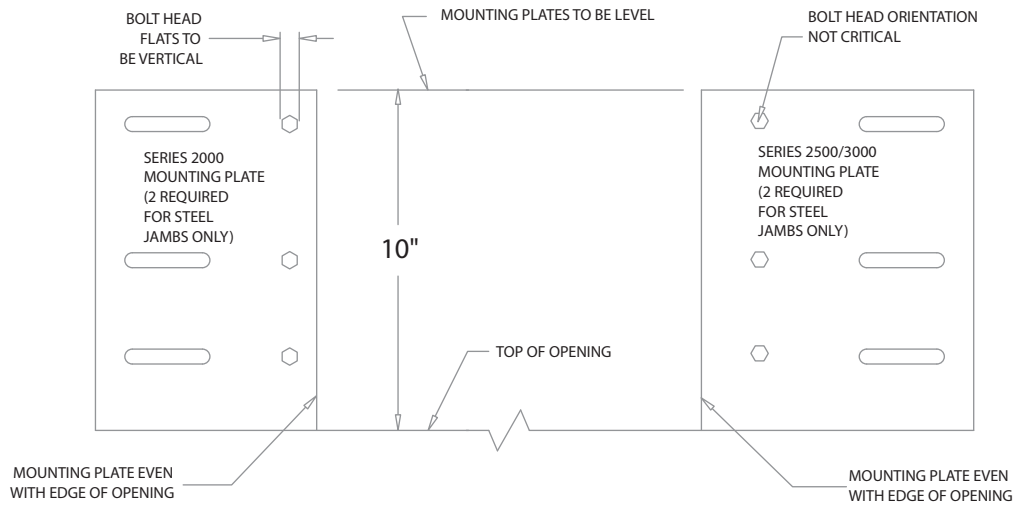 BOLT HEAD
FLATS TO
BE VERTICAL
MOUNTING PLATES TO BE LEVEL
BOLT HEAD ORIENTATION
NOT CRITICAL
SERIES 2000
MOUNTING PLATE
(2 REQUIRED
FOR STEEL
JAMBS ONLY)
SERIES 2500/3000
MOUNTING PLATE
(2 REQUIRED
FOR STEEL
JAMBS ONLY)
10"
TOP OF OPENING
MOUNTING PLATE EVEN
WITH EDGE OF OPENING
MOUNTING PLATE EVEN
WITH EDGE OF OPENING